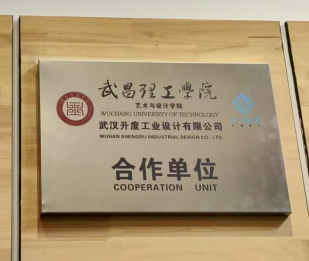 武昌理工學院
艺术与设计学院
WUCHANG UNIVERSITY OF TECHNOLOGY
武汉升度工业设计有限公司
WUHAN SHENGDU INDUSTRIAL DESIGN CO., LTD.
合作单位
COOPERATION UNIT